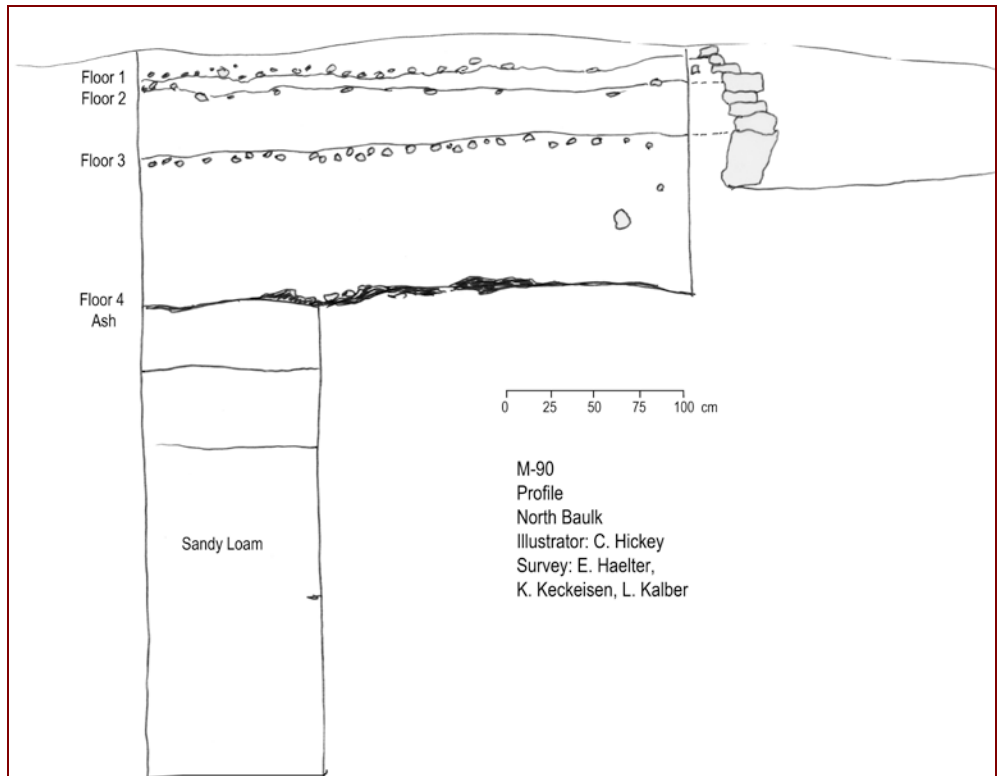 Floor 1
Floor 2
Floor 3
Floor 4
Ash
0 25 50 75 100 cm
M-90
Profile
North Baulk
Illustrator: C. Hickey
Survey: E. Haelter,
K. Keckeisen, L. Kalber
Sandy Loam